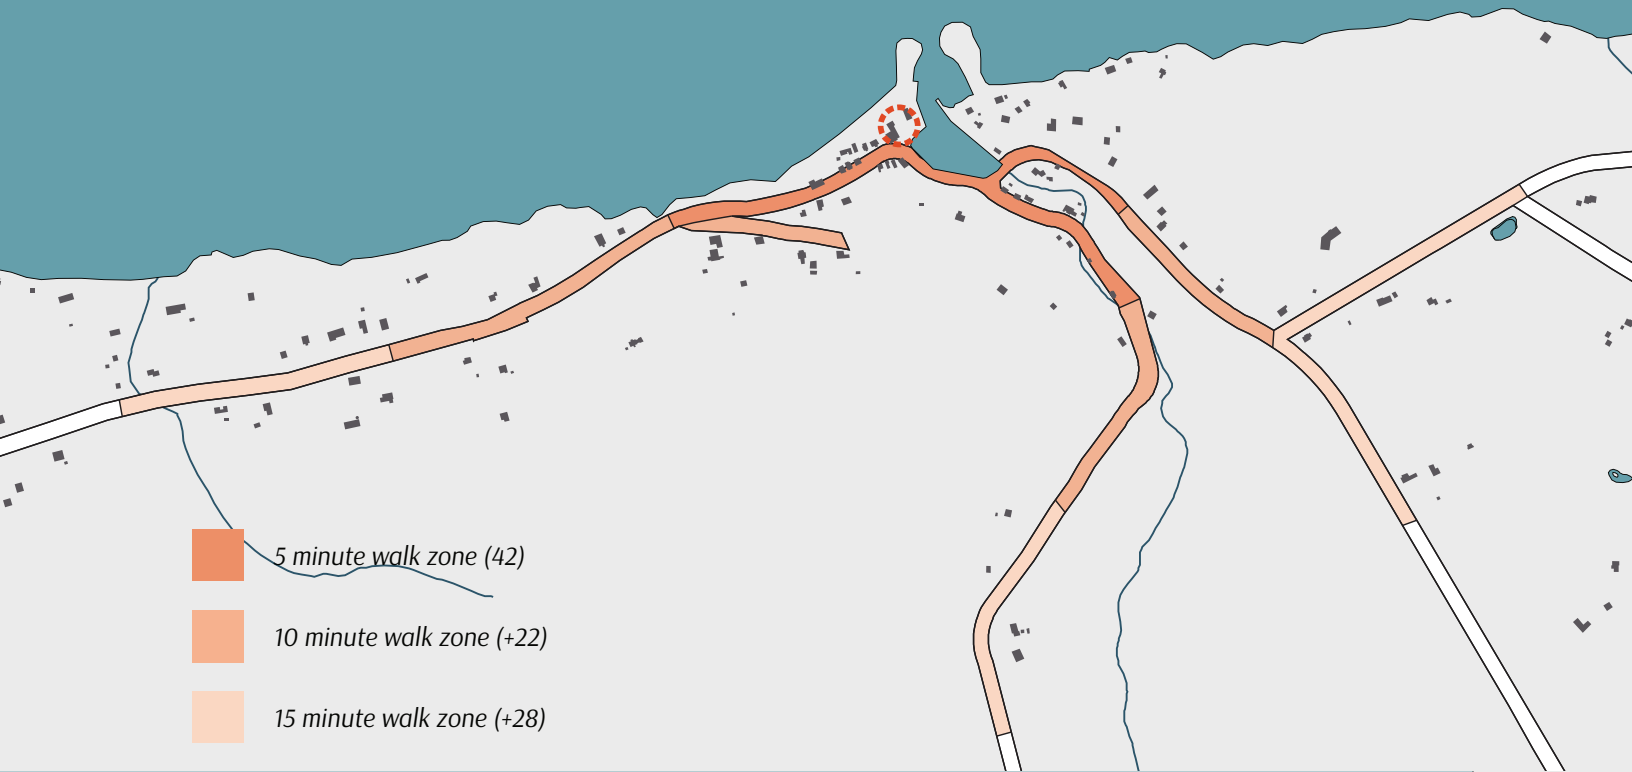 5 minute walk zone (42)
10 minute walk zone (+22)
15 minute walk zone (+28)